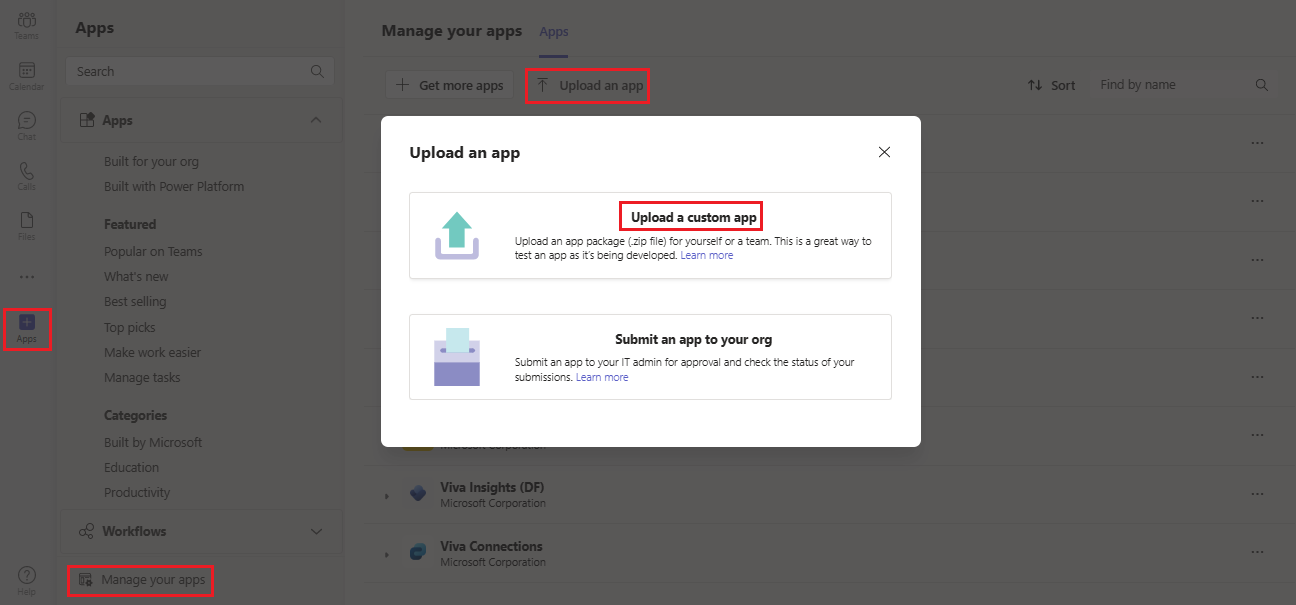 Teams
Calendar
Chat
Calls
Files
Apps
Help
Apps
Search
Apps
Built for your org
Built with Power Platform
Featured
Popular on Teams
What's new
Best selling
Top picks
Make work easier
Manage tasks
Categories
Built by Microsoft
Education
Productivity
Workflows
Manage your apps
Manage your apps
Apps
Get more apps
Upload an app
Sort
Find by name
Upload an app
Upload a custom app
Upload an app package (.zip file) for yourself or a team. This is a great way to
test an app as it's being developed. Learn more
Submit an app to your org
Submit an app to your IT admin for approval and check the status of your
submissions. Learn more
Microsoft Corporation
Viva Insights (DF)
Microsoft Corporation
Viva Connections
Microsoft Corporation